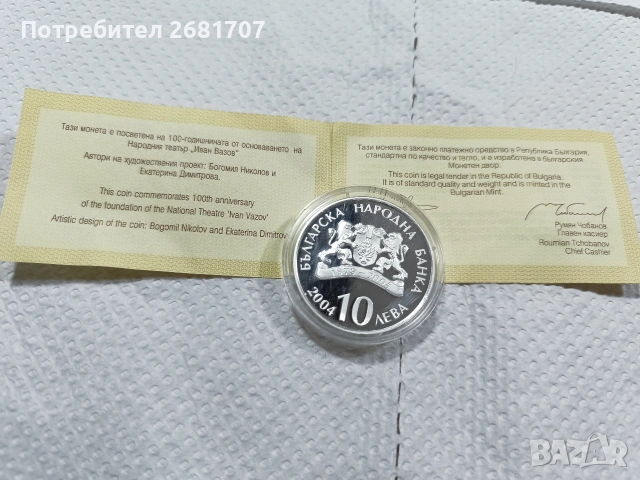 Потребител 2681707
Тази монета е посветена на 100-годишнината от основаването на
Народния театър „Иван Вазов"
Автори на художествения проект: Богомил Николов и
Екатерина Димитрова.
This coin commemorates 100th anniversary
of the foundation of the National Theatre 'Ivan Vazov'
Artistic design of the coin: Bogomil Nikolov and Ekaterina Dimitrov
Тази монета е законно платежно средство в Република България,
стандартна по качество и тегло, и е изработена в българския
Монетен двор.
This coin is legal tender in the Republic of Bulgaria.
It is of standard quality and weight and is minted in the
Bulgarian Mint.
Румен Чобанов
Главен касиер
Roumian Tchobanov
Chief Cashier
БЪЛГАРСКА НАРОДНА БАНКА
2004 10 ЛЕВА
BAZAR